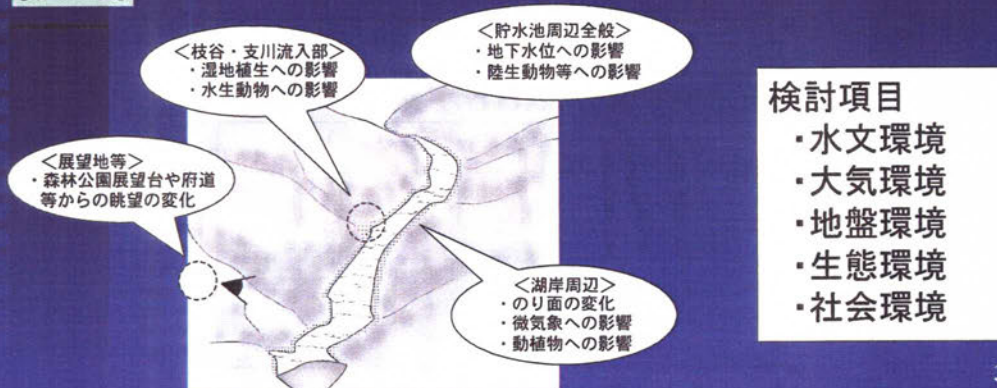 <枝谷・支川流入部>
・湿地植生への影響
・水生動物への影響
<貯水池周辺全般>
・地下水位への影響
・陸生動物等への影響
<展望地等>
・森林公園展望台や府道
等からの眺望の変化
<湖岸周辺>
・のり面の変化
・微気象への影響
・動植物への影響
検討項目
・水文環境
・大気環境
・地盤環境
・生態環境
・社会環境